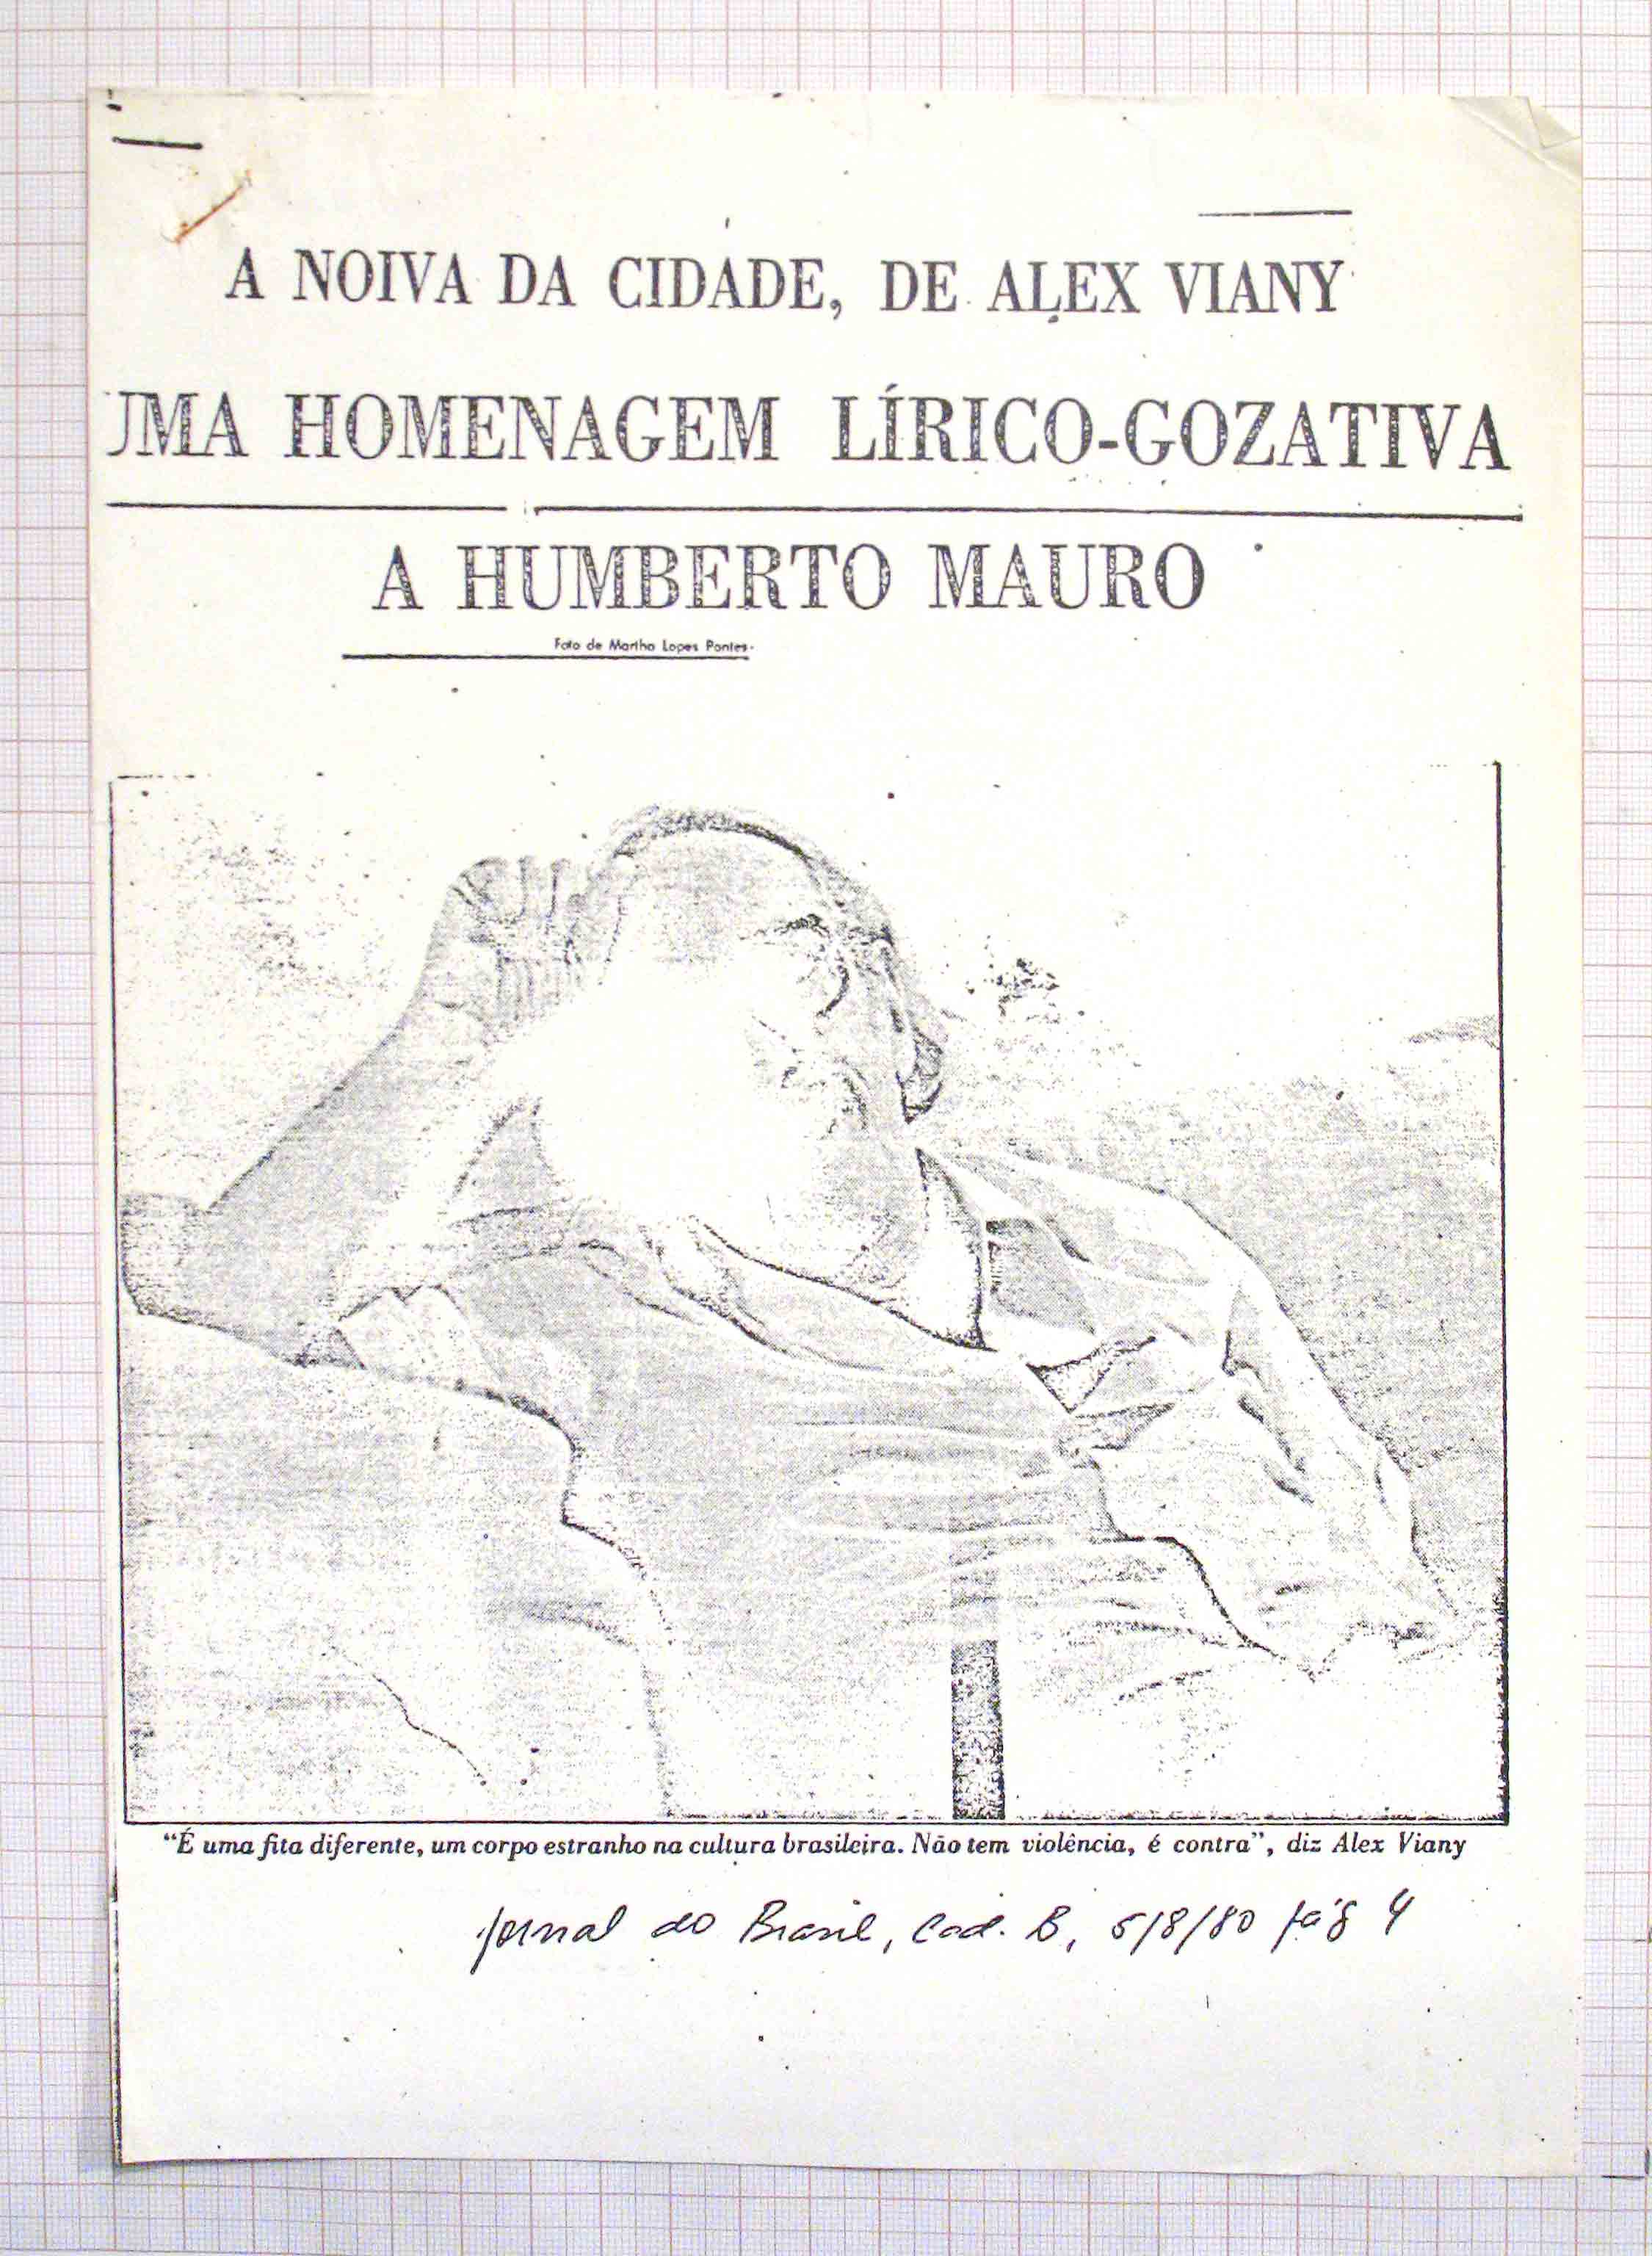 A NOIVA DA CIDADE, DE ALEX VIANY
UMA HOMENAGEM LÍRICO-GOZATIVA
A HUMBERTO MAURO
Foto de Martha Lopes Pontes
“É uma fita diferente, um corpo estranho na cultura brasileira. Não tem violência, é contra”, diz Alex Viany
Jornal do Brasil, Cad. B, 5/8/80 pág 4